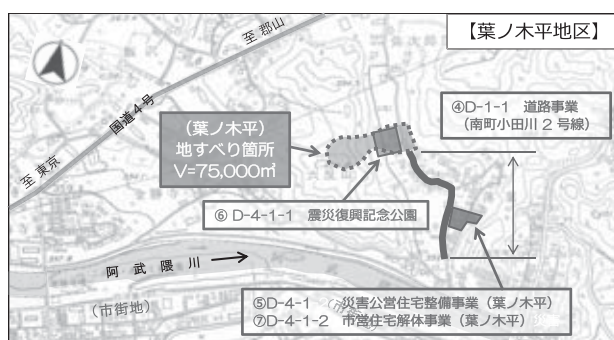 【葉ノ木平地区】
至 郡山
国道4号
至 東京
(葉ノ木平)
地すべり箇所
V=75,000㎥
④D-1-1 道路事業
(南町小田川2号線)
⑥ D-4-1-1 震災復興記念公園
阿 武 隈 川
(市街地)
⑤D-4-1 災害公営住宅整備事業(葉ノ木平)
⑦D-4-1-2 市営住宅解体事業(葉ノ木平)